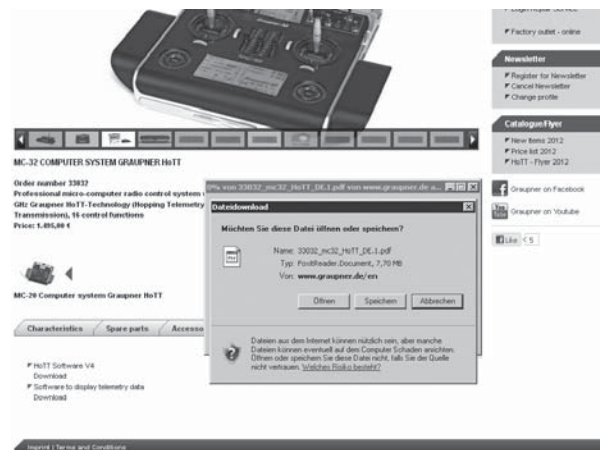 Factory outlet - online
Newsletter
Register for Newsletter
Cancel Newsletter
Change profile
Catalogue/Flyer
New items 2012
Price list 2012
HoTT - Flyer 2012
Graupner on Facebook
Graupner on Youtube
Like < 5
MC-32 COMPUTER SYSTEM GRAUPNER HoTT
Order number 33032
Professional micro-computer radio control system
GHz Graupner HoTT-Technology (Hopping Telemetry
Transmission), 16 control functions
Price: 1.495,00 €
MC-20 Computer system Graupner HoTT
Characteristics
Spare parts
Accesso
HoTT Software V4
Download
Software to display telemetry data
Download
0% von 33032_mc32_HoTT_DE.1.pdf von www.graupner.de a...
Dateidownload
Möchten Sie diese Datei öffnen oder speichern?
Name: 33032_mc32_HoTT_DE.1.pdf
Typ: FoxitReader.Document, 7,70 MB
Von: www.graupner.de/en
Öffnen
Speichern
Abbrechen
Dateien aus dem Internet können nützlich sein, aber manche
Dateien können eventuell auf dem Computer Schaden anrichten.
Öffnen oder speichern Sie diese Datei nicht, falls Sie der Quelle
nicht vertrauen. Welches Risiko besteht?
Imprint | Terms and Conditions